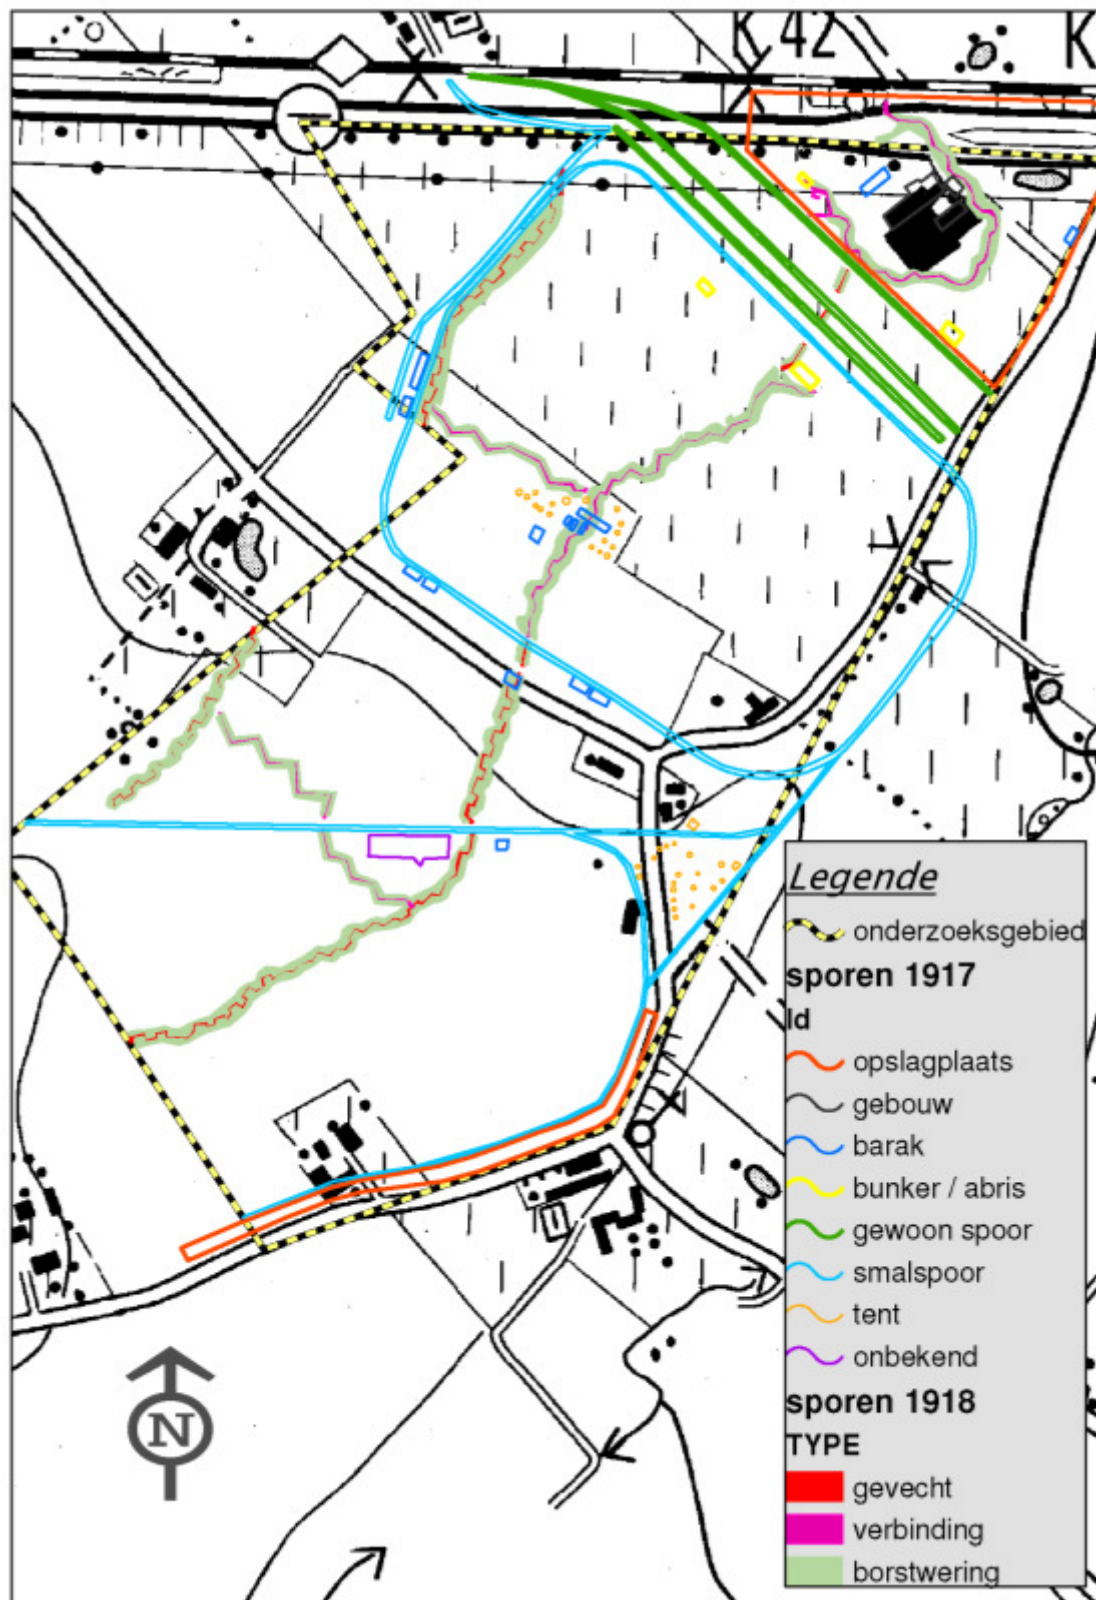 K 42
K
Legende
onderzoeksgebied
sporen 1917
Id
opslagplaats
gebouw
barak
bunker / abris
gewoon spoor
smalspoor
tent
onbekend
sporen 1918
TYPE
gevecht
verbinding
borstwering
N